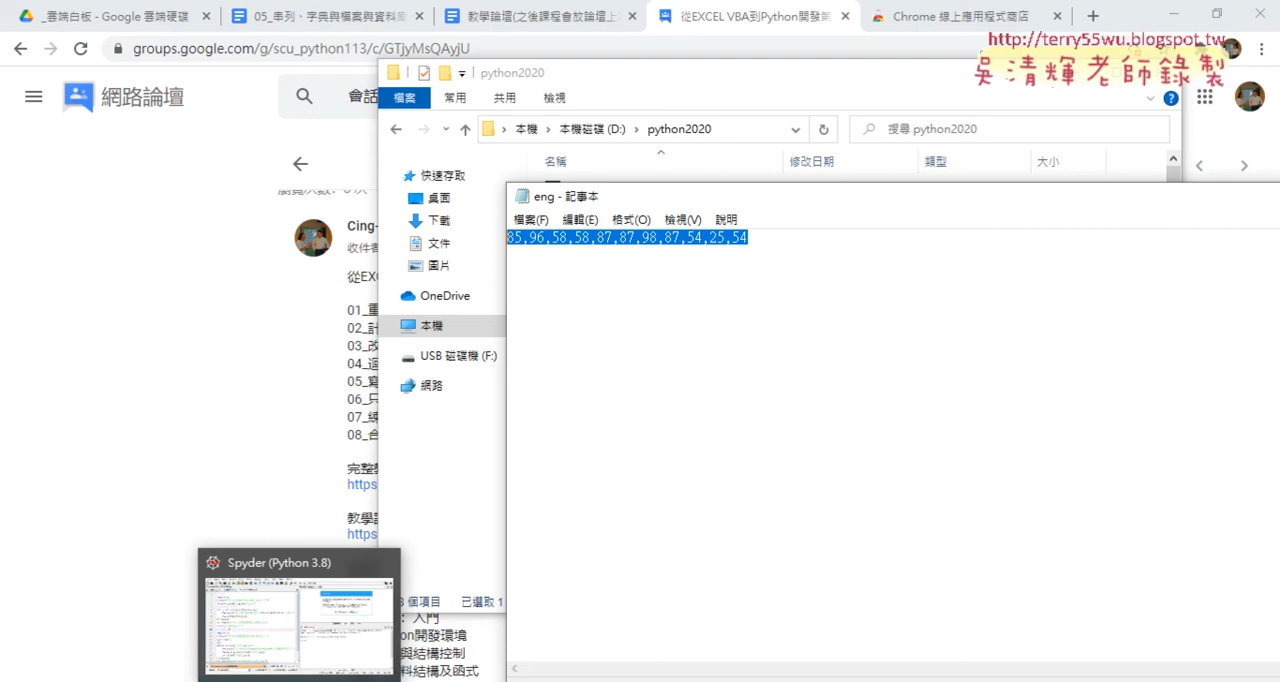 _雲端白板 - Google 雲端硬碟
05_串列、字典與檔案與資料
教學論壇(之後課程會放論壇上
從EXCEL VBA到Python開發第
Chrome 線上應用程式商店
groups.google.com/g/scu_python113/c/GTjyMsQAyjU
http://terry55wu.blogspot.tw
吳清輝老師錄製
網路論壇
會話
python2020
檔案
常用
共用
檢視
本機
本機磁碟 (D:)
python2020
搜尋 python2020
名稱
修改日期
類型
大小
快速存取
桌面
下載
文件
圖片
OneDrive
本機
USB 磁碟機 (F:)
網路
eng - 記事本
檔案(F) 編輯(E) 格式(O) 檢視(V) 說明
85,96,58,58,87,87,98,87,54,25,54
Cing-
收件者
從EX
01_重
02_計
03_改
04_
05_
06_只
07_練
08_台
完整教
https
教學
https
Spyder (Python 3.8)
個項目
已選取 1
入門
on開發環境
與結構控制
料結構及函式